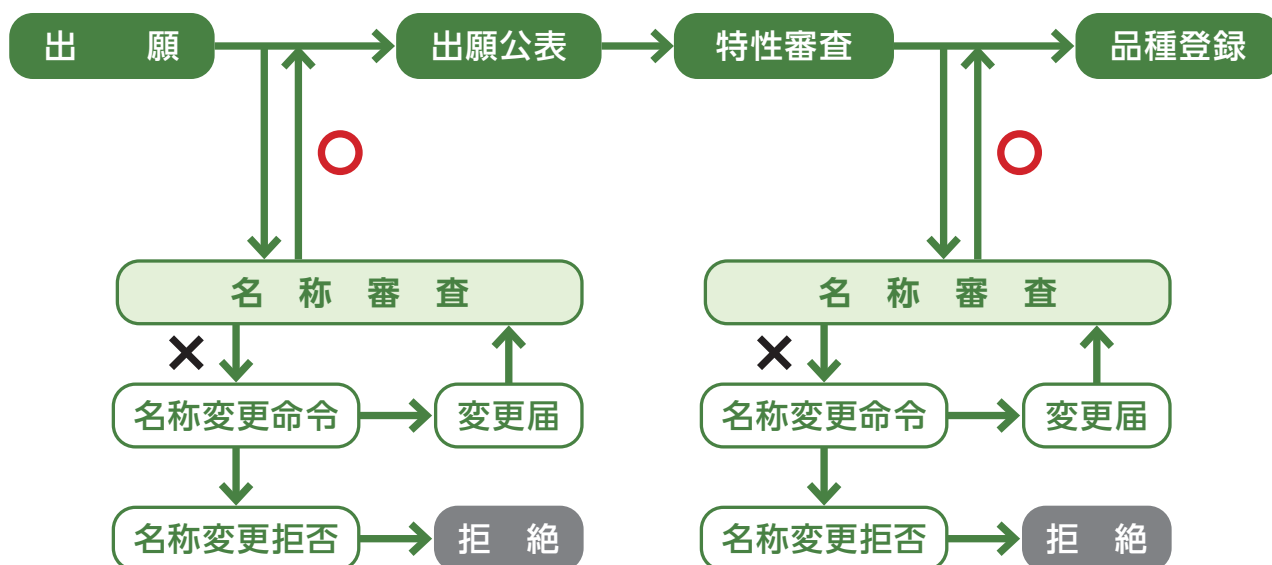 出　願
出願公表
特性審査
品種登録
名　称　審　査
名　称　審　査
名称変更命令
変更届
名称変更命令
変更届
名称変更拒否
拒　絶
名称変更拒否
拒　絶